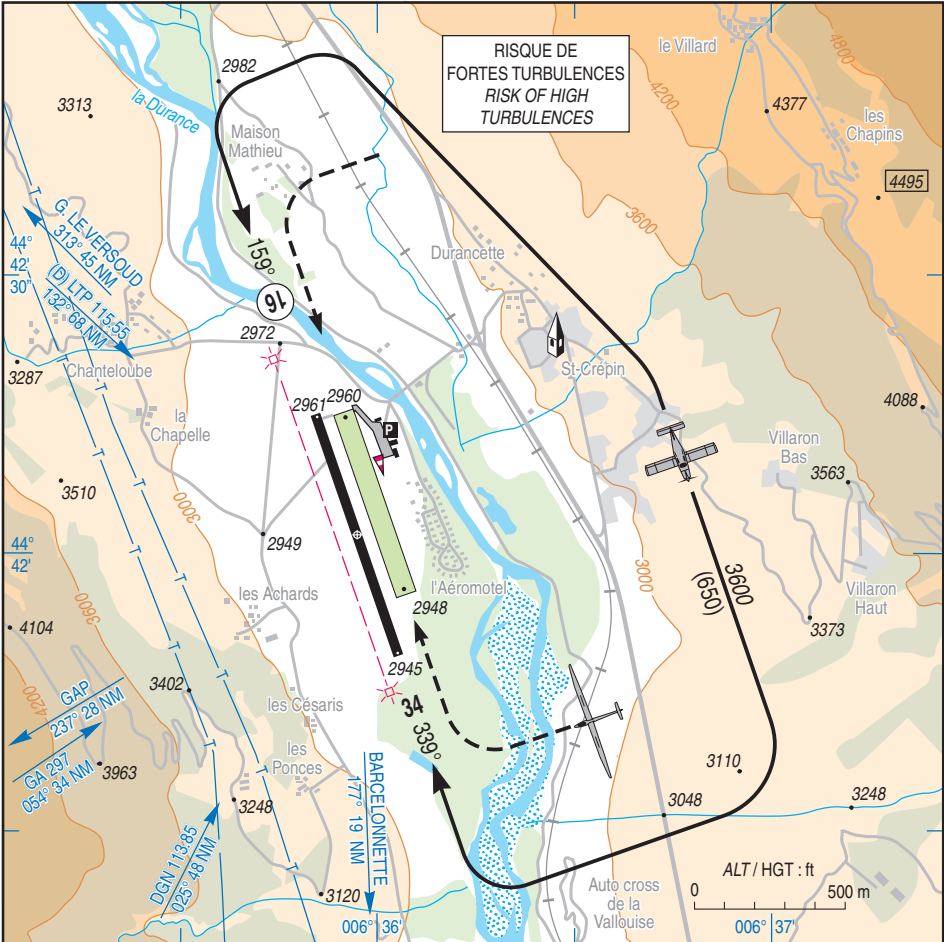 RISQUE DE
FORTES TURBULENCES
RISK OF HIGH
TURBULENCES
le Villard
4800
4200
2982
3313
4377
les
Chapins
la Durance
Maison
Mathieu
4495
3600
G. LE VERSOUD
313° 45 NM
44°
42'
30"
(D) LTP 115.55
132° 68 NM
159°
Durancette
16
2972
3287
Chanteloube
St-Crépin
2961
2960
4088
la
Chapelle
P
Villaron
Bas
3563
3510
3000
2949
44°
42'
3600
(650)
3000
les Achards
l'Aéromotel
2948
Villaron
Haut
3600
3373
4104
2945
3402
4200
GAP
237° 28 NM
les Césaris
34
339°
GA 297
054° 34 NM
3963
les
Ponces
BARCELONNETTE
177° 19 NM
3110
3248
3048
3248
DGN 113.85
025° 48 NM
3120
Auto cross
de la
Vallouise
ALT / HGT : ft
0
500 m
006° 36'
006° 37'